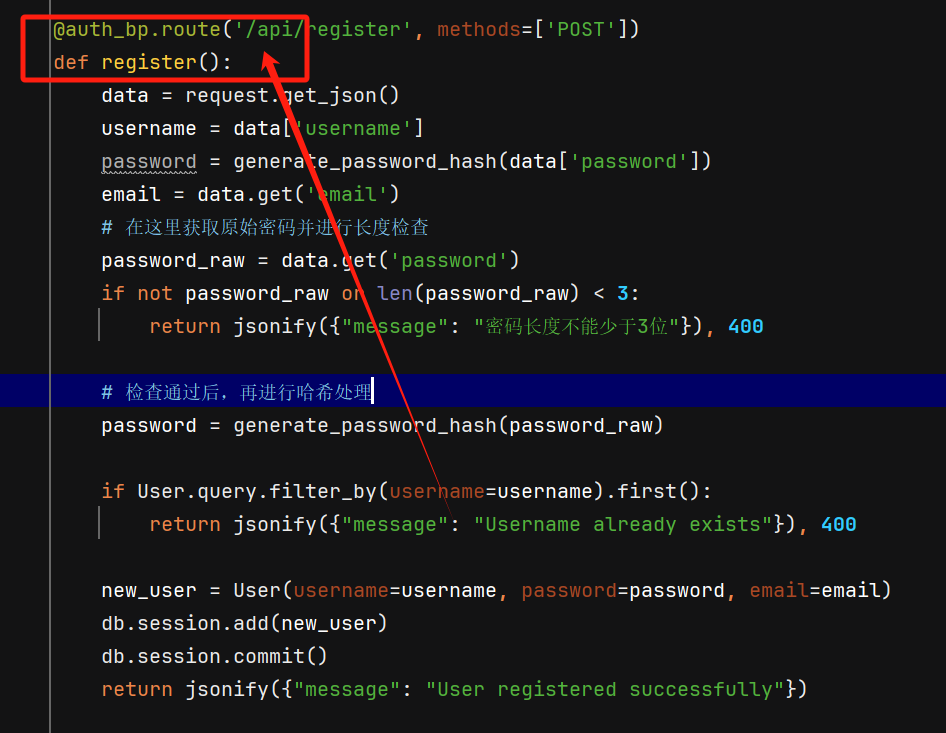 @auth_bp.route('/api/register', methods=['POST'])
def register():
data = request.get_json()
username = data['username']
password = generate_password_hash(data['password'])
email = data.get('email')
# 在这里获取原始密码并进行长度检查
password_raw = data.get('password')
if not password_raw or len(password_raw) < 3:
return jsonify({"message": "密码长度不能少于3位"}), 400
# 检查通过后，再进行哈希处理
password = generate_password_hash(password_raw)
if User.query.filter_by(username=username).first():
return jsonify({"message": "Username already exists"}), 400
new_user = User(username=username, password=password, email=email)
db.session.add(new_user)
db.session.commit()
return jsonify({"message": "User registered successfully"})